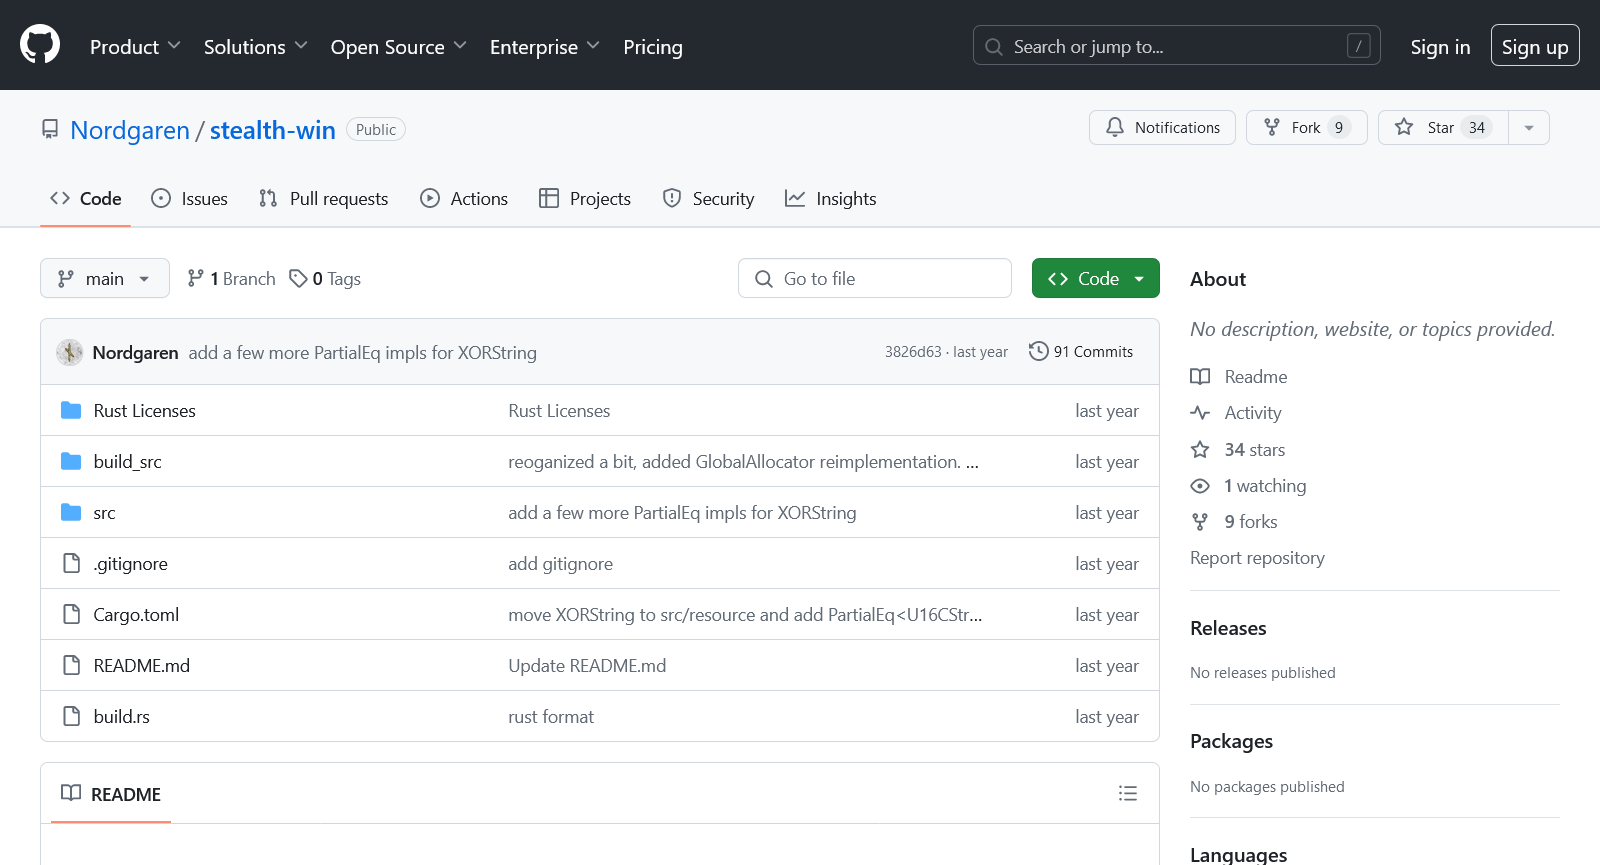 Product Solutions Open Source Enterprise Pricing Search or jump to... / Sign in Sign up
Nordgaren / stealth-win Public Notifications Fork 9 Star 34
Code Issues Pull requests Actions Projects Security Insights
main 1 Branch 0 Tags Go to file Code
Nordgaren add a few more PartialEq impls for XORString 3826d63 · last year 91 Commits
Rust Licenses Rust Licenses last year
build_src reoganized a bit, added GlobalAllocator reimplementation. ... last year
src add a few more PartialEq impls for XORString last year
.gitignore add gitignore last year
Cargo.toml move XORString to src/resource and add PartialEq<U16CStr... last year
README.md Update README.md last year
build.rs rust format last year
README
About
No description, website, or topics provided.
Readme
Activity
34 stars
1 watching
9 forks
Report repository
Releases
No releases published
Packages
No packages published
Languages